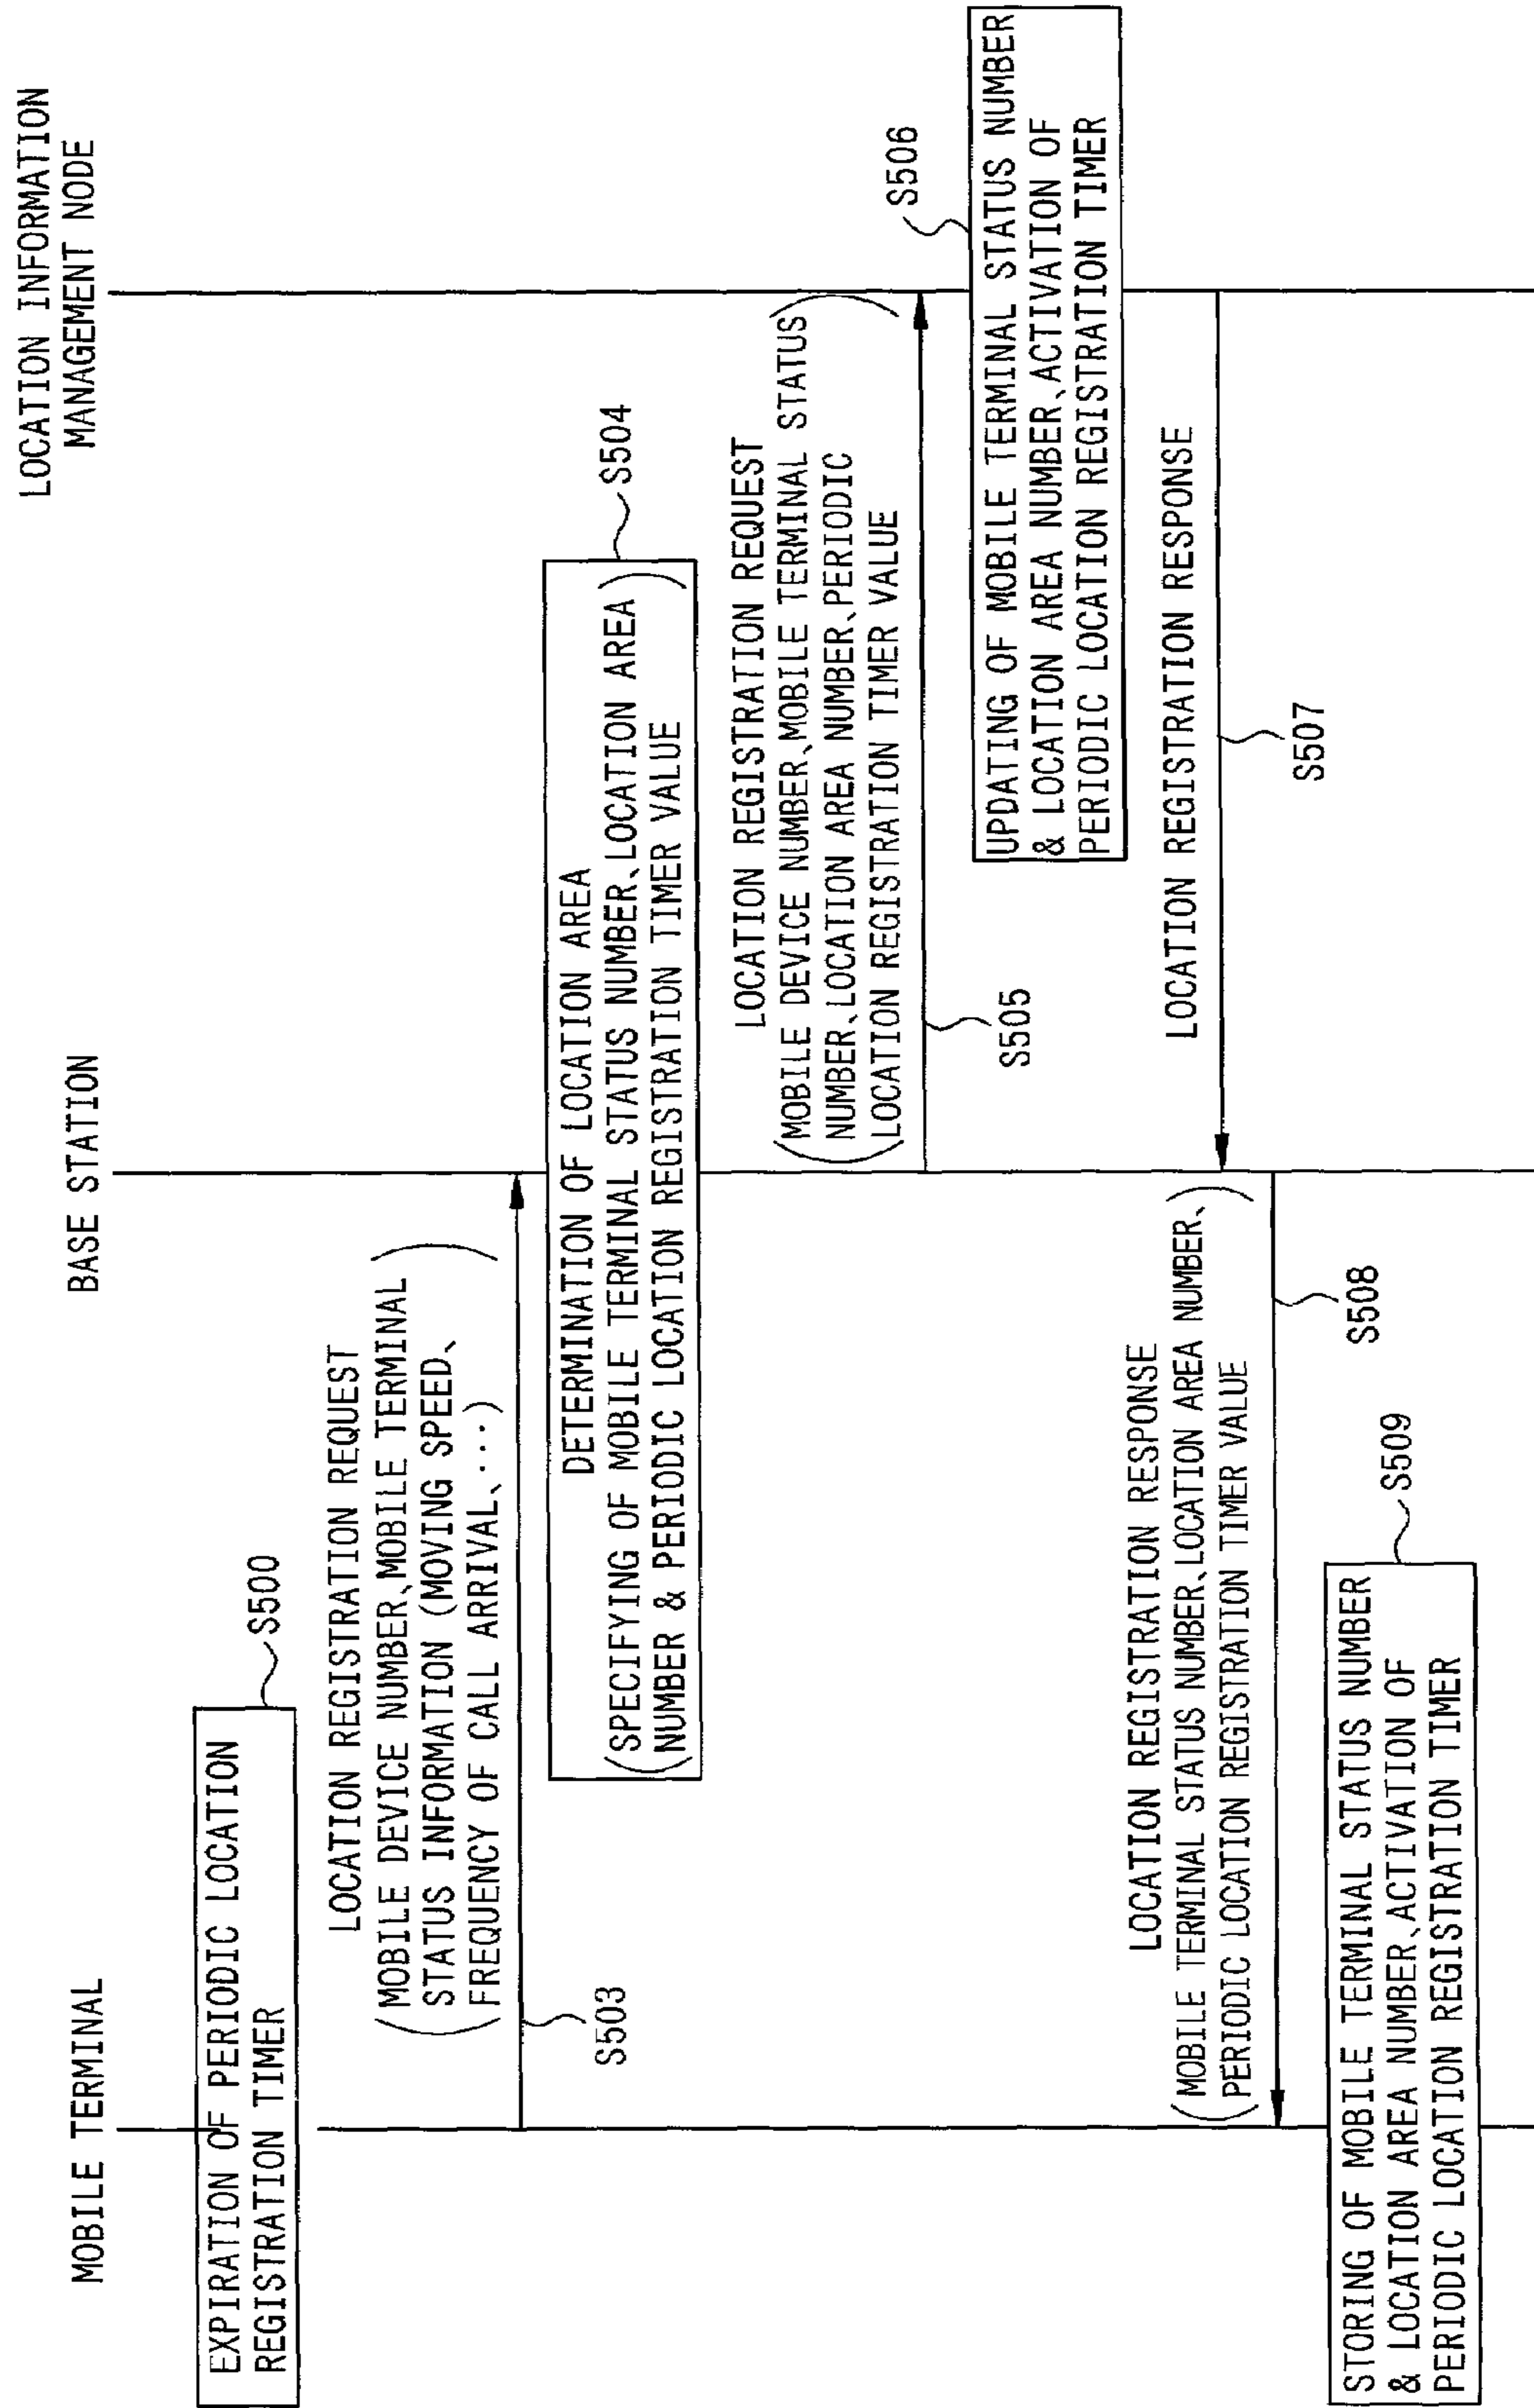 MOBILE TERMINAL
BASE STATION
LOCATION INFORMATION
MANAGEMENT NODE
EXPIRATION OF PERIODIC LOCATION
REGISTRATION TIMER
S500
LOCATION REGISTRATION REQUEST
(MOBILE DEVICE NUMBER、MOBILE TERMINAL
STATUS INFORMATION (MOVING SPEED、
FREQUENCY OF CALL ARRIVAL、···))
S503
DETERMINATION OF LOCATION AREA
(SPECIFYING OF MOBILE TERMINAL STATUS NUMBER、LOCATION AREA
NUMBER & PERIODIC LOCATION REGISTRATION TIMER VALUE)
S504
LOCATION REGISTRATION REQUEST
(MOBILE DEVICE NUMBER、MOBILE TERMINAL STATUS
NUMBER、LOCATION AREA NUMBER、PERIODIC
LOCATION REGISTRATION TIMER VALUE)
S505
S506
UPDATING OF MOBILE TERMINAL STATUS NUMBER
& LOCATION AREA NUMBER、ACTIVATION OF
PERIODIC LOCATION REGISTRATION TIMER
LOCATION REGISTRATION RESPONSE
S507
LOCATION REGISTRATION RESPONSE
(MOBILE TERMINAL STATUS NUMBER、LOCATION AREA NUMBER、
PERIODIC LOCATION REGISTRATION TIMER VALUE)
S508
STORING OF MOBILE TERMINAL STATUS NUMBER
& LOCATION AREA NUMBER、ACTIVATION OF
PERIODIC LOCATION REGISTRATION TIMER
S509